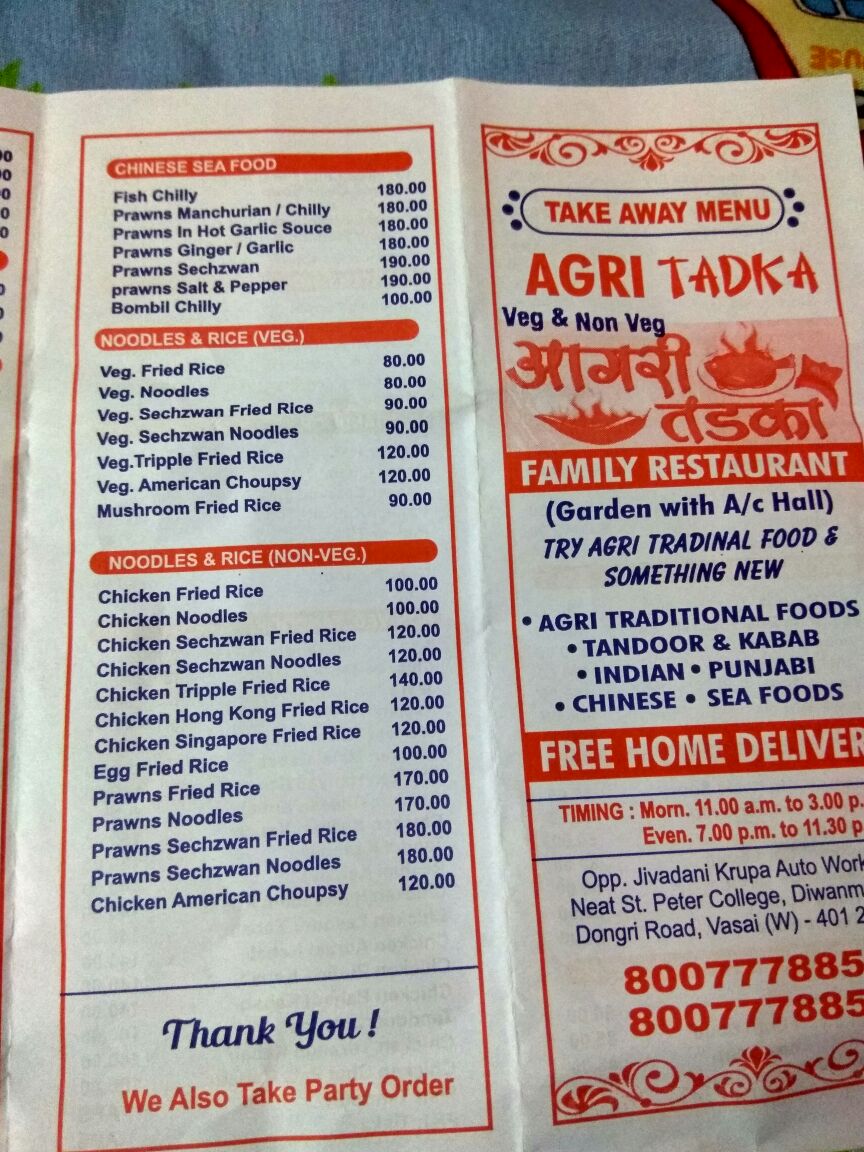 CHINESE SEA FOOD
Fish Chilly 180.00
Prawns Manchurian / Chilly 180.00
Prawns In Hot Garlic Souce 180.00
Prawns Ginger / Garlic 180.00
Prawns Sechzwan 190.00
prawns Salt & Pepper 190.00
Bombil Chilly 100.00
NOODLES & RICE (VEG.)
Veg. Fried Rice 80.00
Veg. Noodles 80.00
Veg. Sechzwan Fried Rice 90.00
Veg. Sechzwan Noodles 90.00
Veg.Tripple Fried Rice 120.00
Veg. American Choupsy 120.00
Mushroom Fried Rice 90.00
NOODLES & RICE (NON-VEG.)
Chicken Fried Rice 100.00
Chicken Noodles 100.00
Chicken Sechzwan Fried Rice 120.00
Chicken Sechzwan Noodles 120.00
Chicken Tripple Fried Rice 140.00
Chicken Hong Kong Fried Rice 120.00
Chicken Singapore Fried Rice 120.00
Egg Fried Rice 100.00
Prawns Fried Rice 170.00
Prawns Noodles 170.00
Prawns Sechzwan Fried Rice 180.00
Prawns Sechzwan Noodles 180.00
Chicken American Choupsy 120.00
Thank You !
We Also Take Party Order
TAKE AWAY MENU
AGRI TADKA
Veg & Non Veg
आगरी
तडका
FAMILY RESTAURANT
(Garden with A/c Hall)
TRY AGRI TRADINAL FOOD &
SOMETHING NEW
• AGRI TRADITIONAL FOODS
• TANDOOR & KABAB
• INDIAN • PUNJABI
• CHINESE • SEA FOODS
FREE HOME DELIVER
TIMING : Morn. 11.00 a.m. to 3.00 p.
Even. 7.00 p.m. to 11.30 p
Opp. Jivadani Krupa Auto Work
Neat St. Peter College, Diwanm
Dongri Road, Vasai (W) - 401 2
800777885
800777885